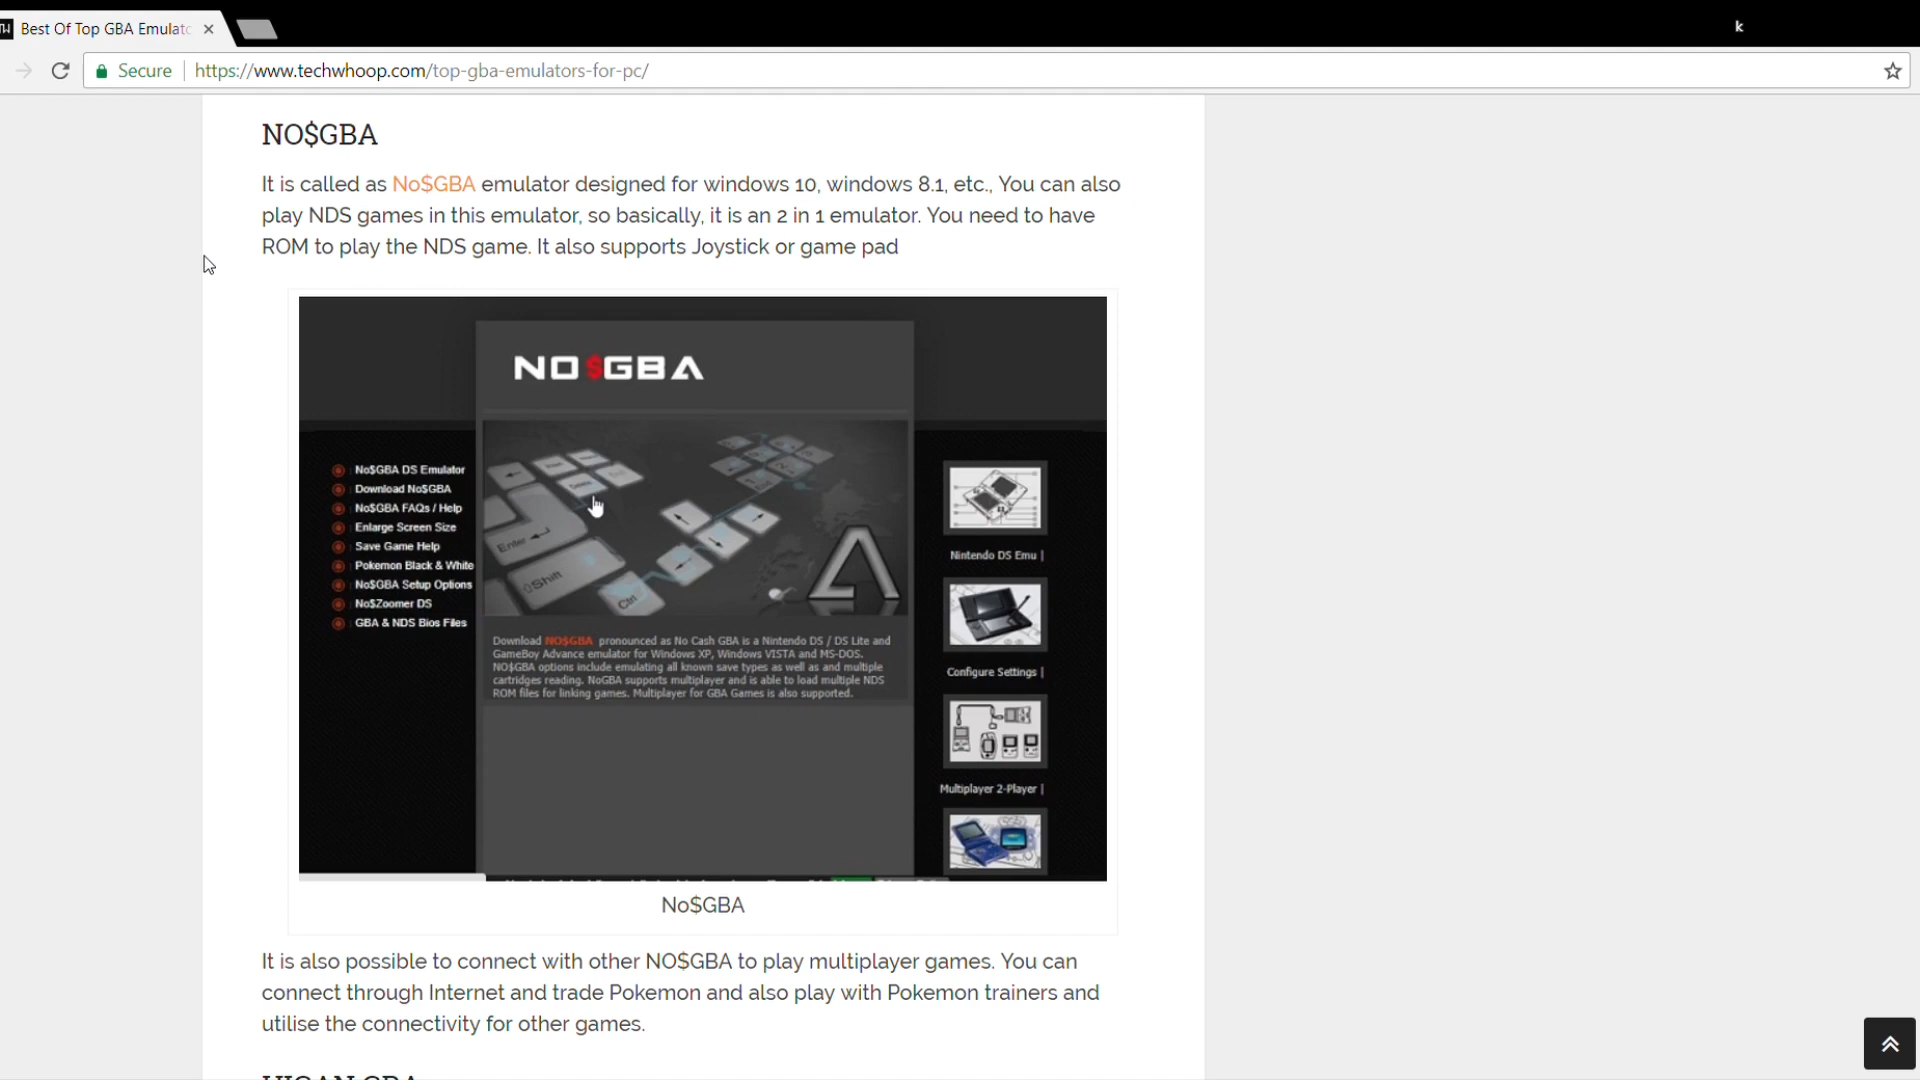 Best Of Top GBA Emulato
k
Secure https://www.techwhoop.com/top-gba-emulators-for-pc/
NO$GBA
It is called as No$GBA emulator designed for windows 10, windows 8.1, etc., You can also
play NDS games in this emulator, so basically, it is an 2 in 1 emulator. You need to have
ROM to play the NDS game. It also supports Joystick or game pad
NO$GBA
No$GBA DS Emulator
Download No$GBA
No$GBA FAQs / Help
Enlarge Screen Size
Save Game Help
Pokemon Black & White
No$GBA Setup Options
No$Zoomer DS
GBA & NDS Bios Files
Enter
Shift
Ctrl
Download NO$GBA pronounced as No Cash GBA is a Nintendo DS / DS Lite and
GameBoy Advance emulator for Windows XP, Windows VISTA and MS-DOS.
NO$GBA options include emulating all known save types as well as and multiple
cartridges reading. NoGBA supports multiplayer and is able to load multiple NDS
ROM files for linking games. Multiplayer for GBA Games is also supported.
Nintendo DS Emu |
Configure Settings |
Multiplayer 2-Player |
No$GBA
It is also possible to connect with other NO$GBA to play multiplayer games. You can
connect through Internet and trade Pokemon and also play with Pokemon trainers and
utilise the connectivity for other games.